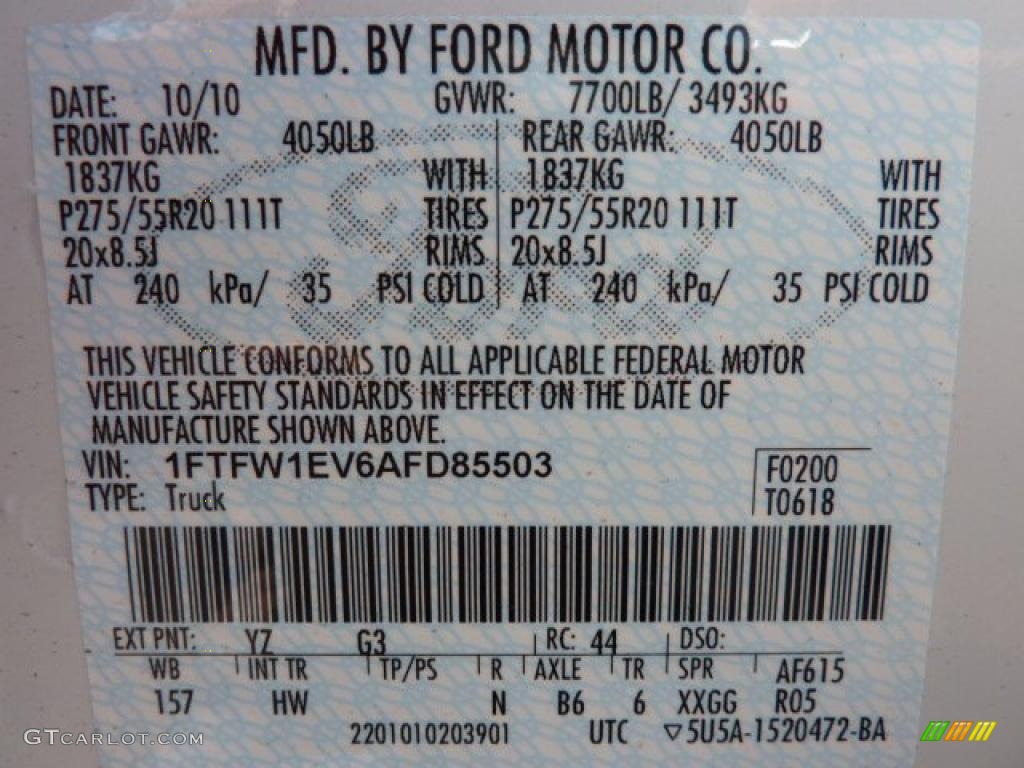 MFD. BY FORD MOTOR CO.
DATE: 10/10 GVWR: 7700LB/ 3493KG
FRONT GAWR: 4050LB REAR GAWR: 4050LB
1837KG WITH 1837KG WITH
P275/55R20 111T TIRES P275/55R20 111T TIRES
20x8.5J RIMS 20x8.5J RIMS
AT 240 kPa/ 35 PSI COLD AT 240 kPa/ 35 PSI COLD
THIS VEHICLE CONFORMS TO ALL APPLICABLE FEDERAL MOTOR
VEHICLE SAFETY STANDARDS IN EFFECT ON THE DATE OF
MANUFACTURE SHOWN ABOVE.
VIN: 1FTFW1EV6AFD85503 F0200
TYPE: Truck T0618
EXT PNT: YZ G3 RC: 44 DSO:
WB INT TR TP/PS R AXLE TR SPR AF615
157 HW N B6 6 XXGG R05
2201010203901 UTC ▽5U5A-1520472-BA
GTCARLOT.COM